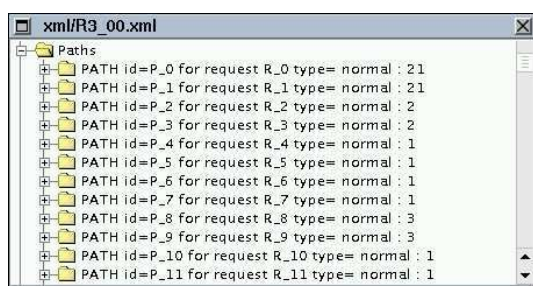 xml/R3_00.xml
Paths
PATH id=P_0 for request R_0 type= normal : 21
PATH id=P_1 for request R_1 type= normal : 21
PATH id=P_2 for request R_2 type= normal : 2
PATH id=P_3 for request R_3 type= normal : 2
PATH id=P_4 for request R_4 type= normal : 1
PATH id=P_5 for request R_5 type= normal : 1
PATH id=P_6 for request R_6 type= normal : 1
PATH id=P_7 for request R_7 type= normal : 1
PATH id=P_8 for request R_8 type= normal : 3
PATH id=P_9 for request R_9 type= normal : 3
PATH id=P_10 for request R_10 type= normal : 1
PATH id=P_11 for request R_11 type= normal : 1